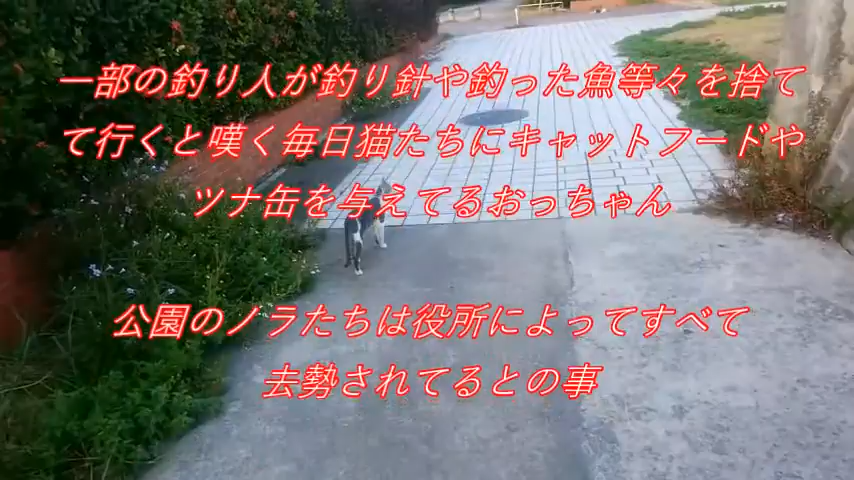 一部の釣り人が釣り針や釣った魚等々を捨て
て行くと嘆く毎日猫たちにキャットフードや
ツナ缶を与えてるおっちゃん
公園のノラたちは役所によってすべて
去勢されてるとの事